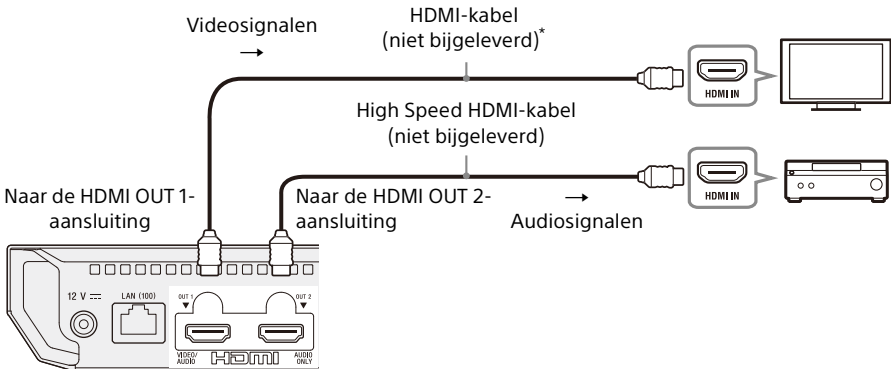 Videosignalen
→
HDMI-kabel
(niet bijgeleverd)*
HDMI IN
High Speed HDMI-kabel
(niet bijgeleverd)
HDMI IN
Naar de HDMI OUT 1-
aansluiting
Naar de HDMI OUT 2-
aansluiting
→
Audiosignalen
12 V
LAN (100)
OUT 1
OUT 2
VIDEO/
AUDIO
HDMI
AUDIO
ONLY